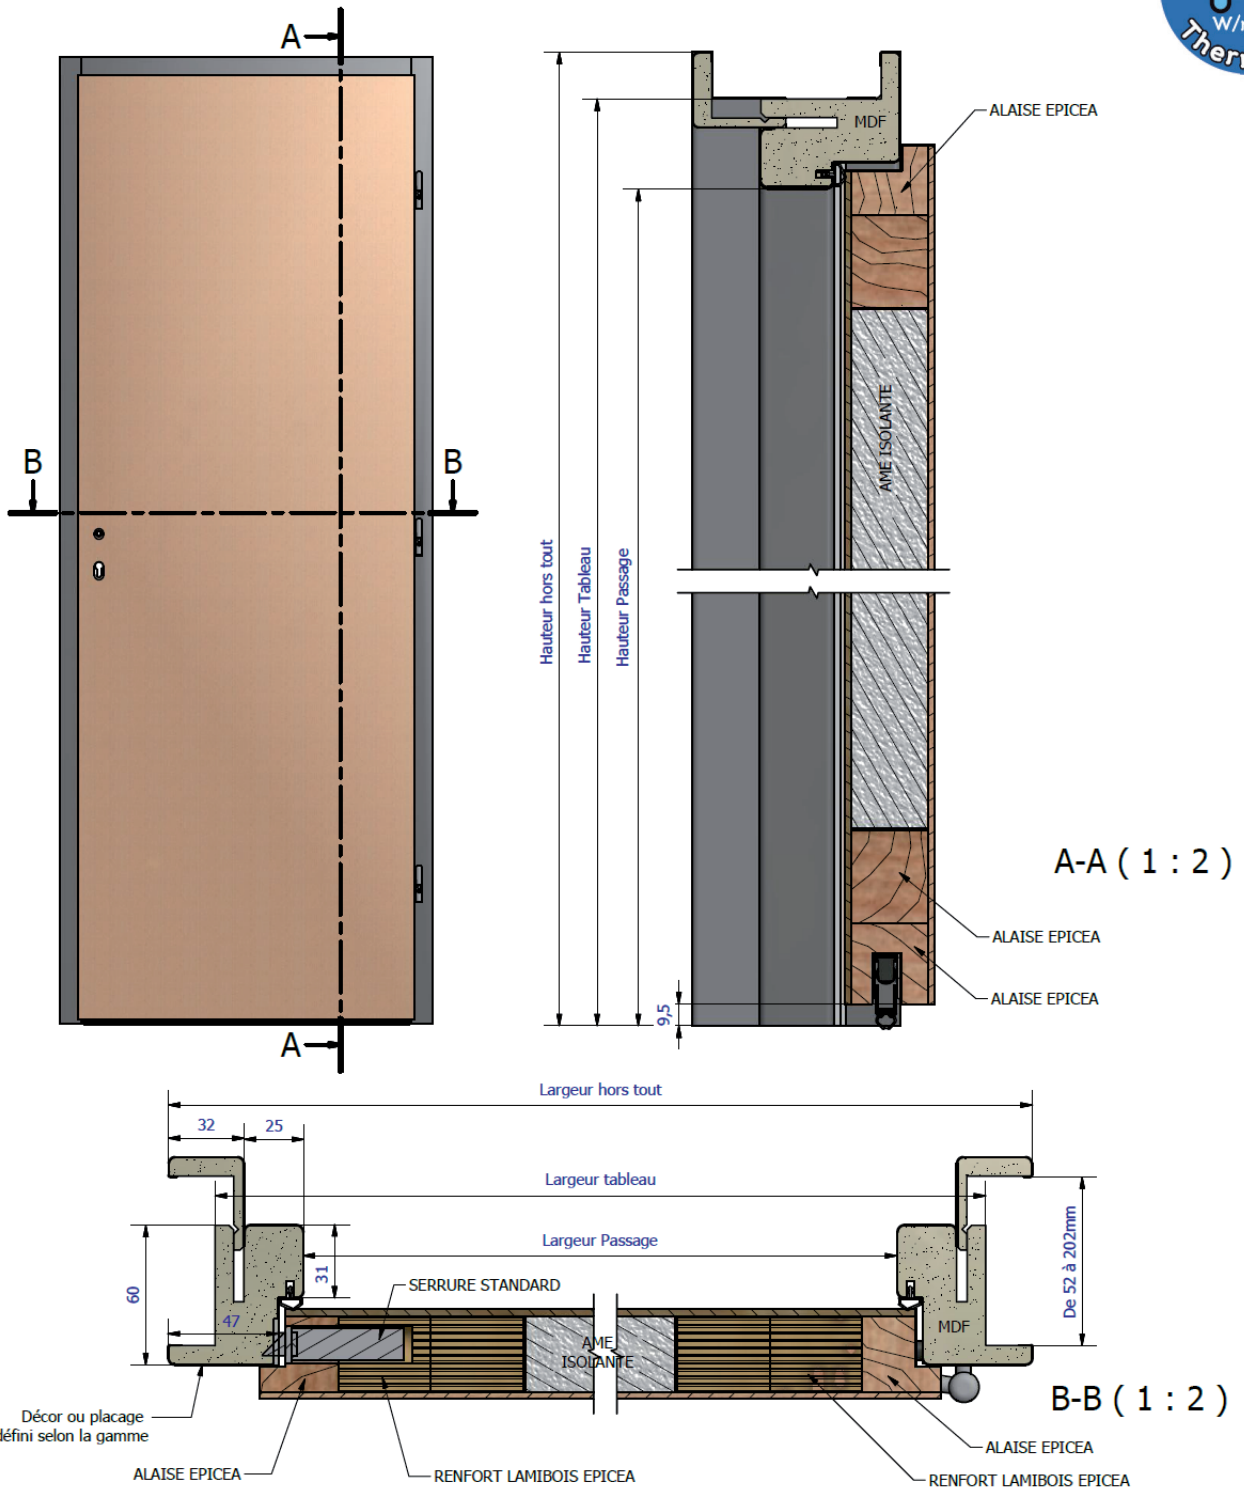 A
W/
Ther
ALAISE EPICEA
MDF
B
B
AME ISOLANTE
Hauteur hors tout
Hauteur Tableau
Hauteur Passage
A-A ( 1 : 2 )
ALAISE EPICEA
ALAISE EPICEA
9,5
A
Largeur hors tout
32
25
Largeur tableau
Largeur Passage
De 52 à 202mm
60
31
SERRURE STANDARD
47
MDF
AME
ISOLANTE
B-B ( 1 : 2 )
Décor ou placage
défini selon la gamme
ALAISE EPICEA
RENFORT LAMIBOIS EPICEA
ALAISE EPICEA
RENFORT LAMIBOIS EPICEA